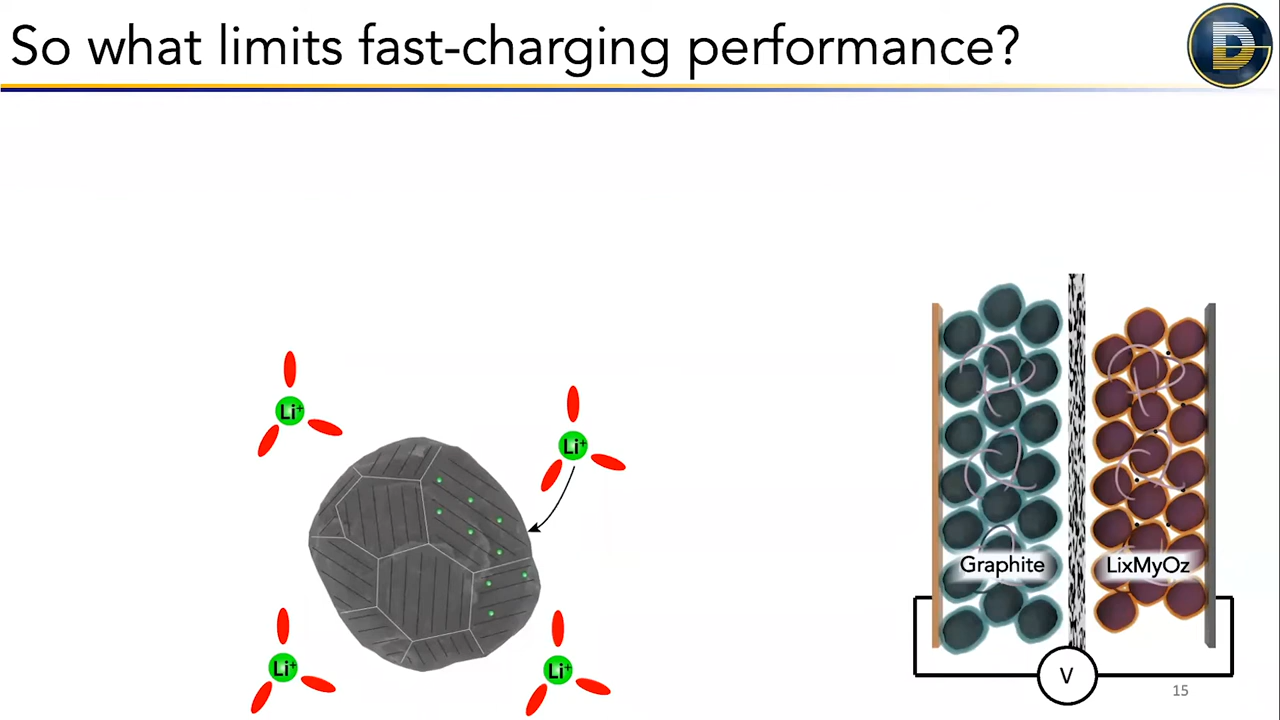 So what limits fast-charging performance?
D
Li⁺
Li⁺
Graphite
LixMyOz
Li⁺
Li⁺
V
15